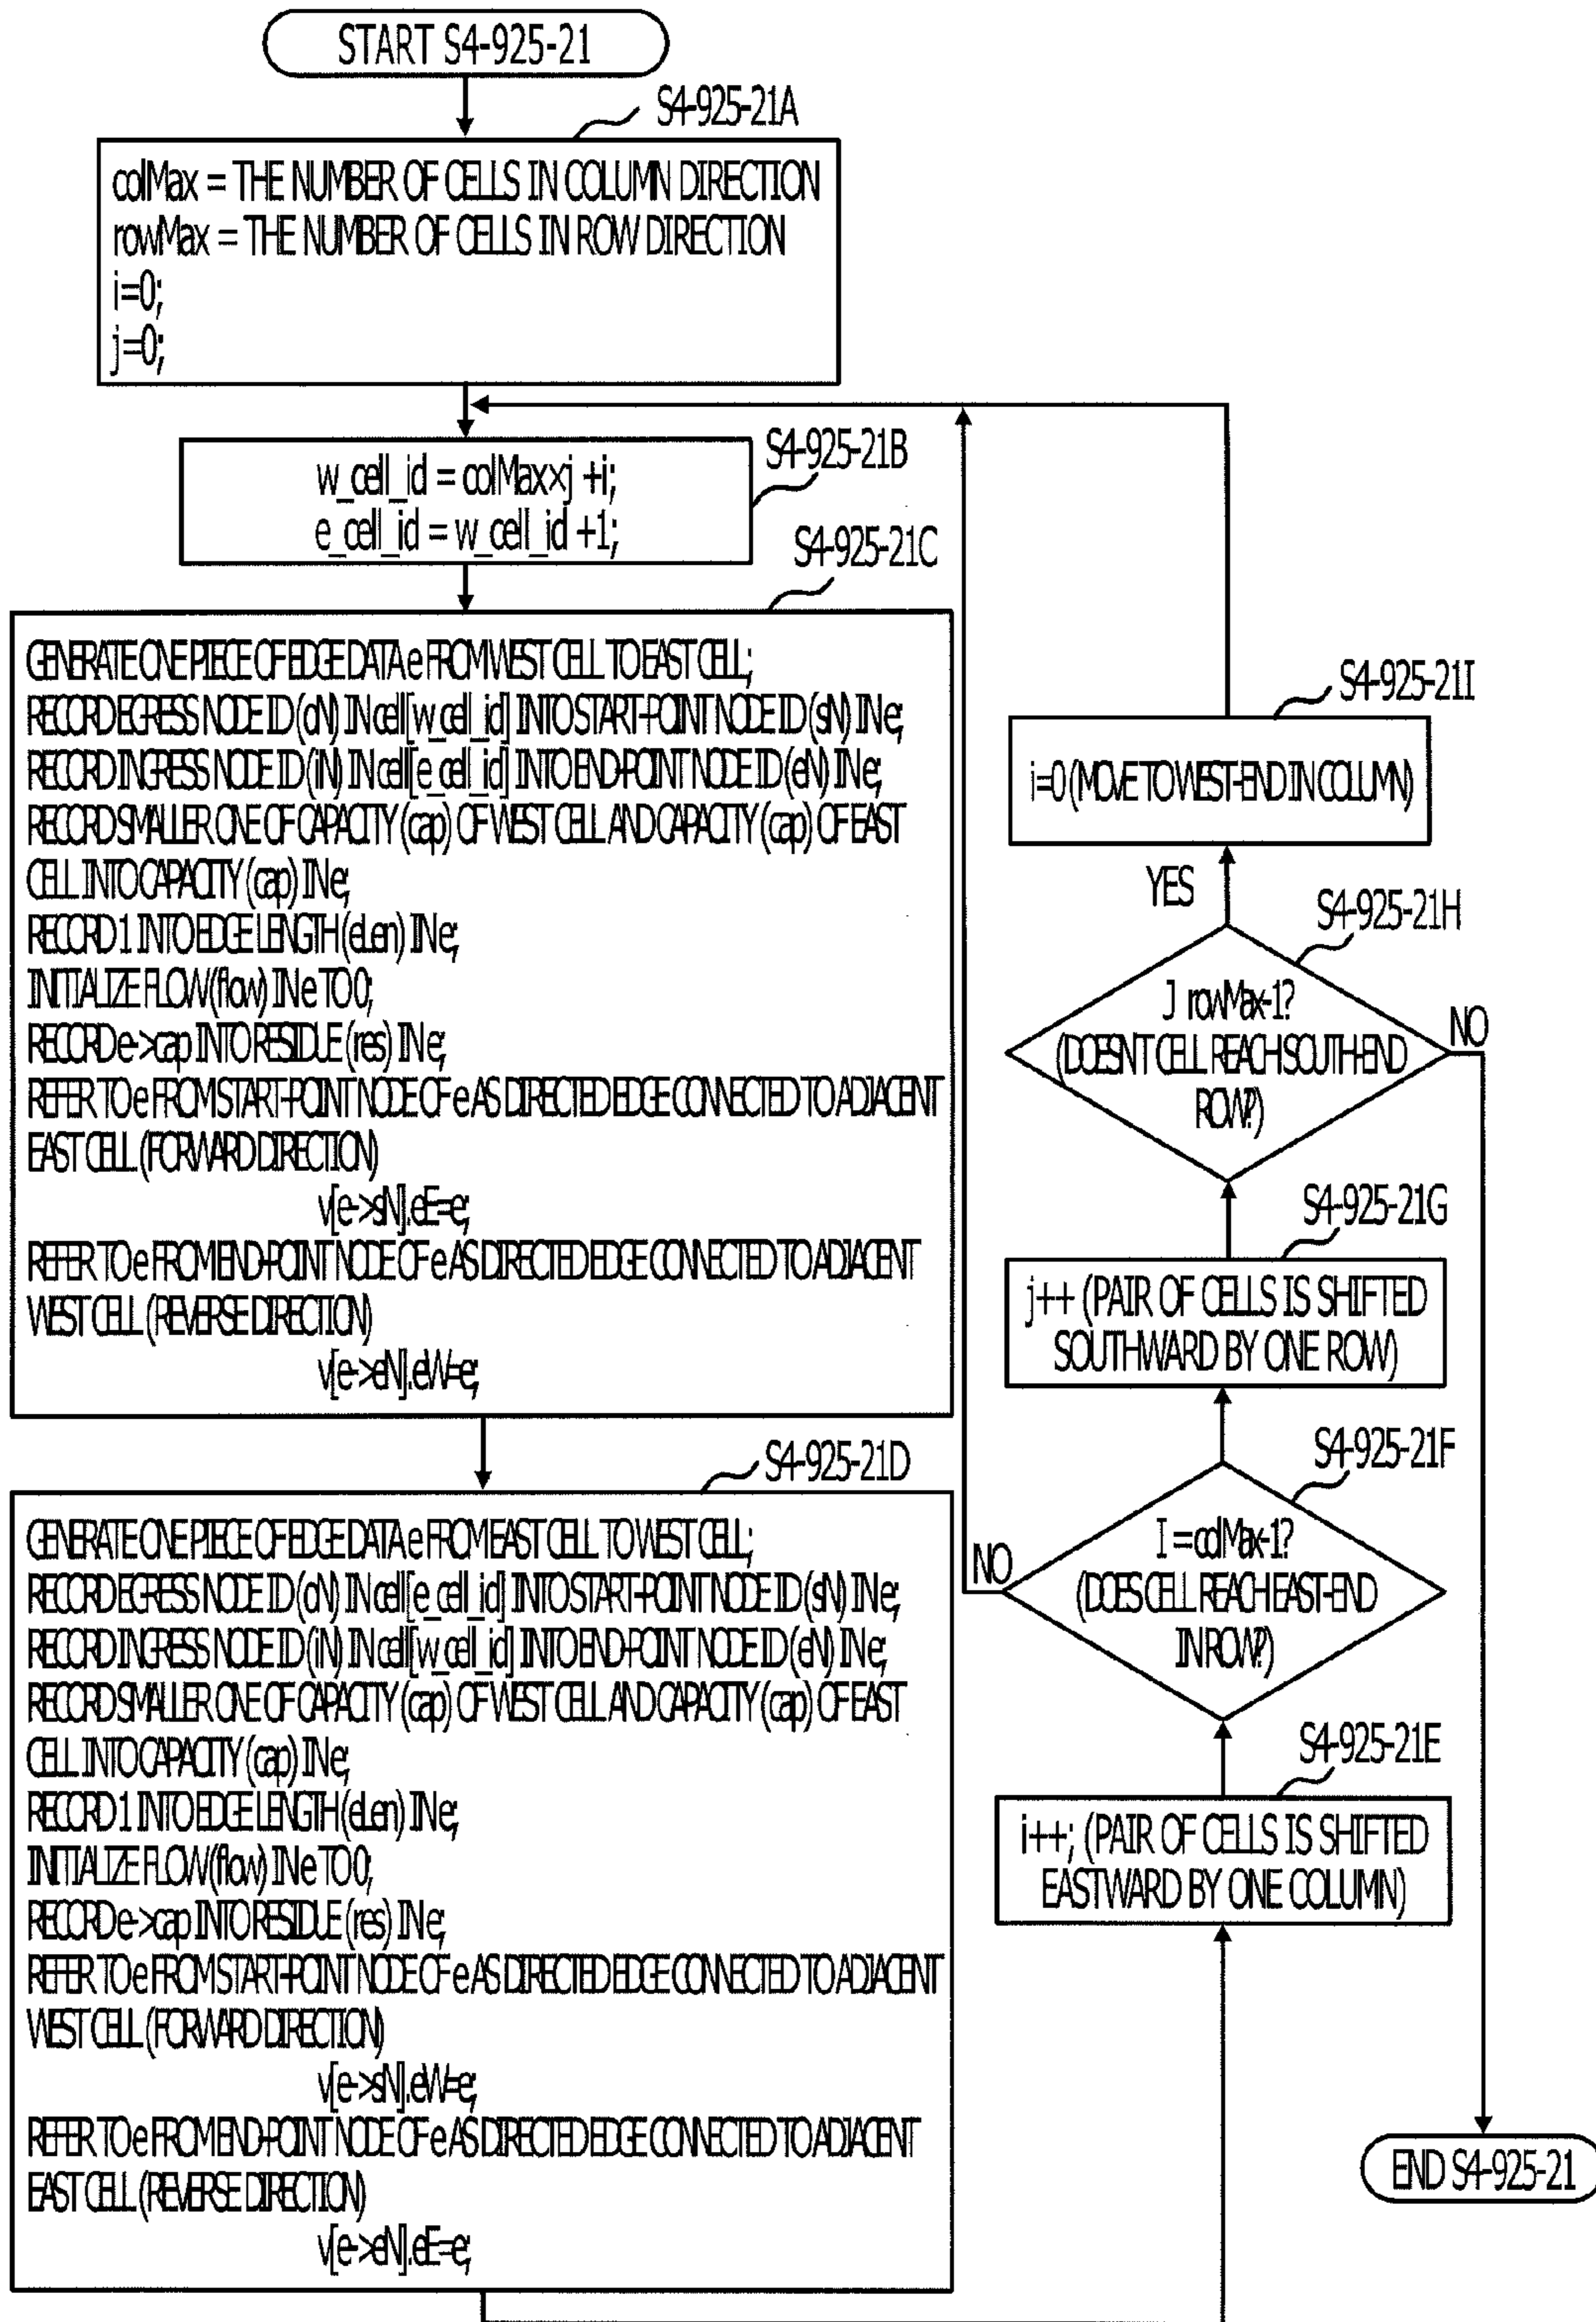 START S4-925-21
S4-925-21A
colMax = THE NUMBER OF CELLS IN COLUMN DIRECTION
rowMax = THE NUMBER OF CELLS IN ROW DIRECTION
i=0;
j=0;
S4-925-21B
w_cell_id = colMax×j +i;
e_cell_id = w_cell_id +1;
S4-925-21C
GENERATE ONE PIECE OF EDGE DATA e FROM WEST CELL TO EAST CELL;
RECORD EGRESS NODE ID (oN) IN cell[w_cell_id] INTO START-POINT NODE ID (sN) IN e;
RECORD INGRESS NODE ID (iN) IN cell[e_cell_id] INTO END-POINT NODE ID (eN) IN e;
RECORD SMALLER ONE OF CAPACITY (cap) OF WEST CELL AND CAPACITY (cap) OF EAST
CELL INTO CAPACITY (cap) IN e;
RECORD 1 INTO EDGE LENGTH (eLen) IN e;
INITIALIZE FLOW (flow) IN e TO 0;
RECORD e->cap INTO RESIDLE (res) IN e;
REFER TO e FROM START-POINT NODE OF e AS DIRECTED EDGE CONNECTED TO ADJACENT
EAST CELL (FORWARD DIRECTION)
v[e->sN].eE=e;
REFER TO e FROM END-POINT NODE OF e AS DIRECTED EDGE CONNECTED TO ADJACENT
WEST CELL (REVERSE DIRECTION)
v[e->eN].eW=e;
S4-925-21D
GENERATE ONE PIECE OF EDGE DATA e FROM EAST CELL TO WEST CELL;
RECORD EGRESS NODE ID (oN) IN cell[e_cell_id] INTO START-POINT NODE ID (sN) IN e;
RECORD INGRESS NODE ID (iN) IN cell[w_cell_id] INTO END-POINT NODE ID (eN) IN e;
RECORD SMALLER ONE OF CAPACITY (cap) OF WEST CELL AND CAPACITY (cap) OF EAST
CELL INTO CAPACITY (cap) IN e;
RECORD 1 INTO EDGE LENGTH (eLen) IN e;
INITIALIZE FLOW (flow) IN e TO 0;
RECORD e->cap INTO RESIDLE (res) IN e;
REFER TO e FROM START-POINT NODE OF e AS DIRECTED EDGE CONNECTED TO ADJACENT
WEST CELL (FORWARD DIRECTION)
v[e->sN].eW=e;
REFER TO e FROM END-POINT NODE OF e AS DIRECTED EDGE CONNECTED TO ADJACENT
EAST CELL (REVERSE DIRECTION)
v[e->eN].eE=e;
S4-925-21I
i=0 (MOVE TO WEST-END IN COLUMN)
YES
S4-925-21H
J rowMax-1?
(DOESN'T CELL REACH SOUTH-END
ROW?)
NO
S4-925-21G
j++ (PAIR OF CELLS IS SHIFTED
SOUTHWARD BY ONE ROW)
S4-925-21F
I =colMax-1?
(DOES CELL REACH EAST-END
IN ROW?)
NO
S4-925-21E
i++; (PAIR OF CELLS IS SHIFTED
EASTWARD BY ONE COLUMN)
END S4-925-21